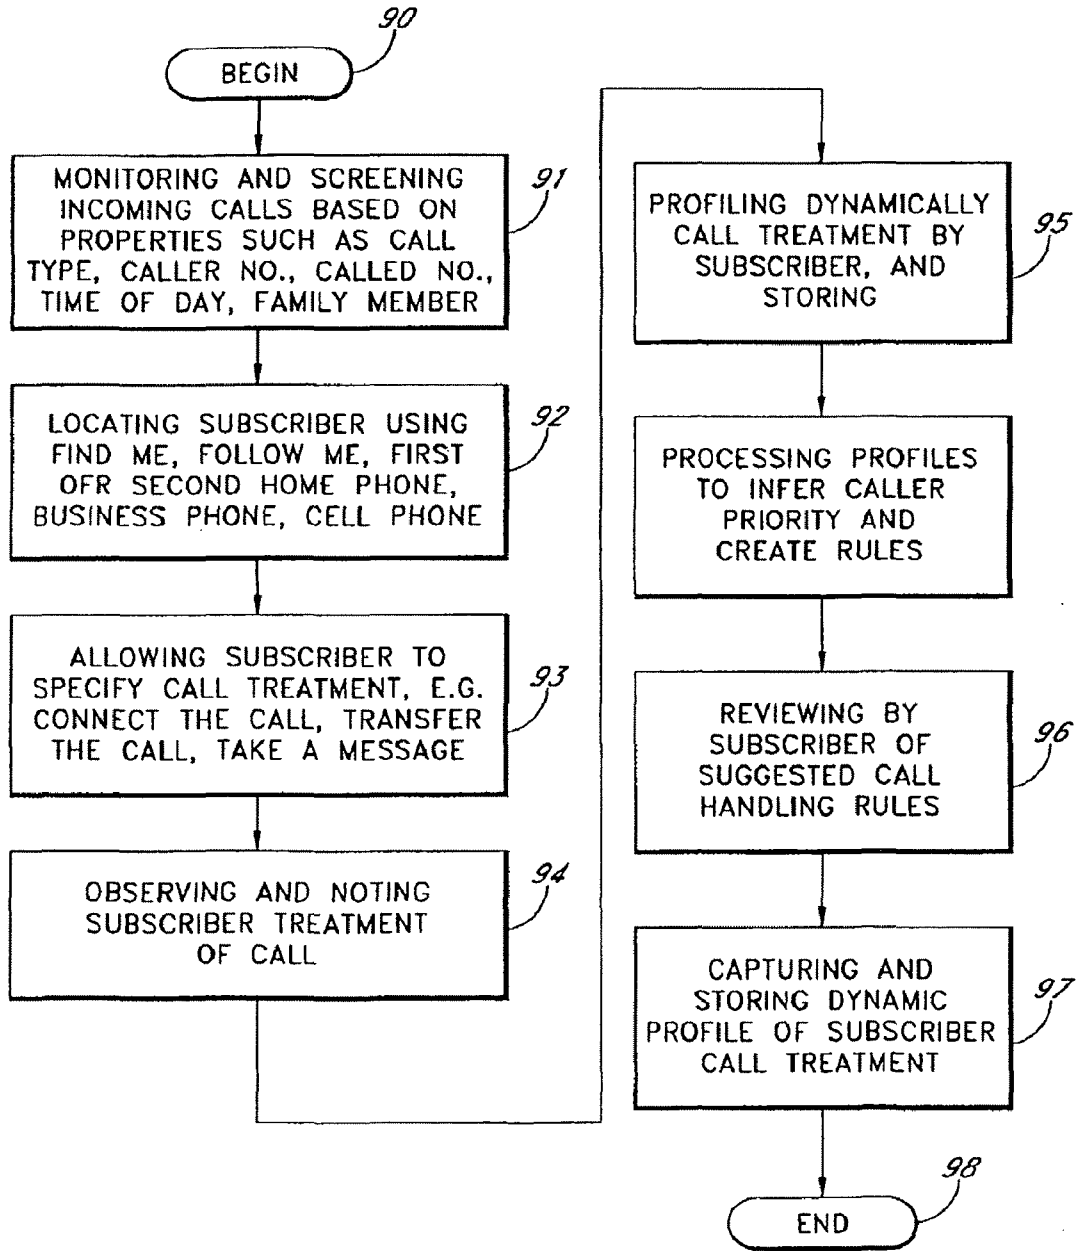 90
BEGIN
MONITORING AND SCREENING
INCOMING CALLS BASED ON
PROPERTIES SUCH AS CALL
TYPE, CALLER NO., CALLED NO.,
TIME OF DAY, FAMILY MEMBER
91
LOCATING SUBSCRIBER USING
FIND ME, FOLLOW ME, FIRST
OFR SECOND HOME PHONE,
BUSINESS PHONE, CELL PHONE
92
ALLOWING SUBSCRIBER TO
SPECIFY CALL TREATMENT, E.G.
CONNECT THE CALL, TRANSFER
THE CALL, TAKE A MESSAGE
93
OBSERVING AND NOTING
SUBSCRIBER TREATMENT
OF CALL
94
PROFILING DYNAMICALLY
CALL TREATMENT BY
SUBSCRIBER, AND
STORING
95
PROCESSING PROFILES
TO INFER CALLER
PRIORITY AND
CREATE RULES
REVIEWING BY
SUBSCRIBER OF
SUGGESTED CALL
HANDLING RULES
96
CAPTURING AND
STORING DYNAMIC
PROFILE OF SUBSCRIBER
CALL TREATMENT
97
98
END